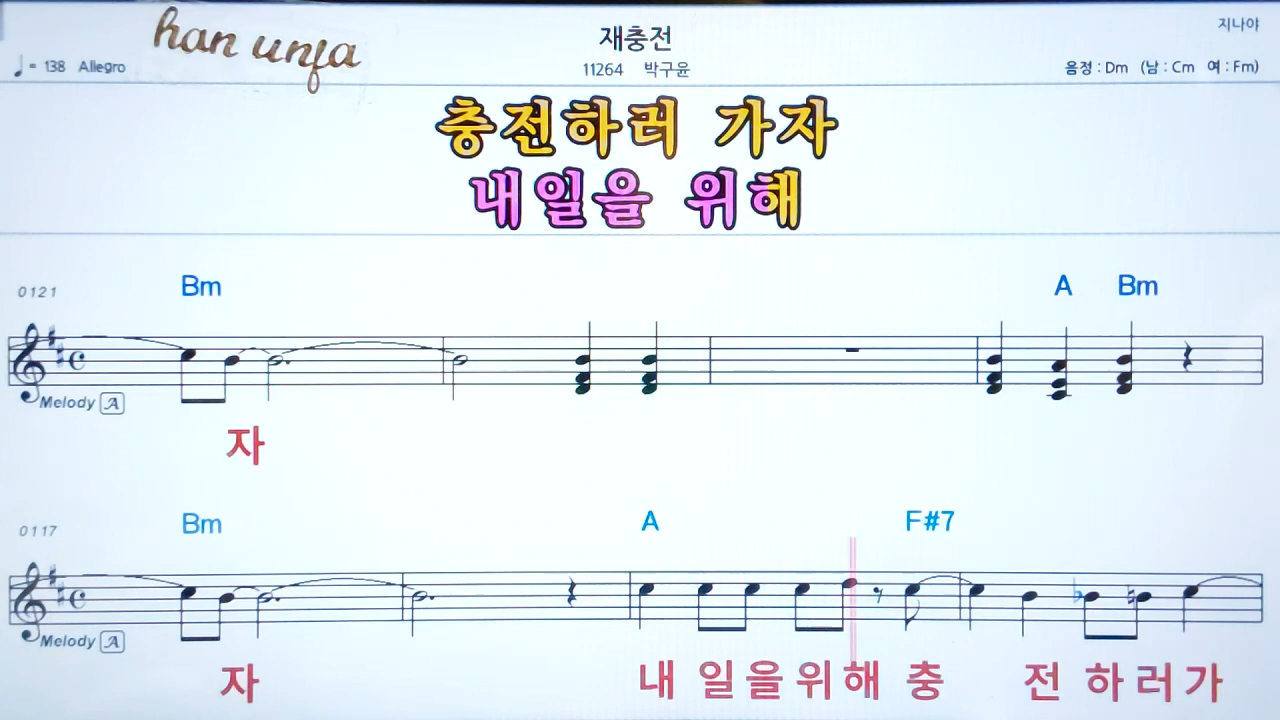 han unja
재충전
지나야
♩= 138 Allegro
11264 박구윤
음정 : Dm (남 : Cm 여 : Fm)
충전하러 가자
내일을 위해
0121 Bm A Bm
Melody A
자
0117 Bm A F#7
Melody A
자 내 일 을 위 해 충 전 하 러 가